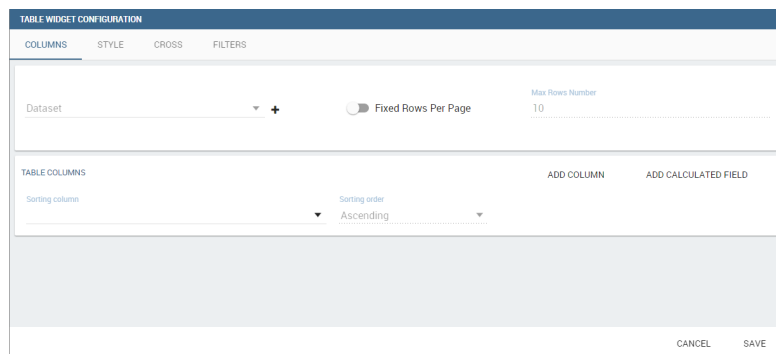 TABLE WIDGET CONFIGURATION
COLUMNS STYLE CROSS FILTERS
Max Rows Number
Dataset + Fixed Rows Per Page 10
TABLE COLUMNS ADD COLUMN ADD CALCULATED FIELD
Sorting column Sorting order
Ascending
CANCEL SAVE